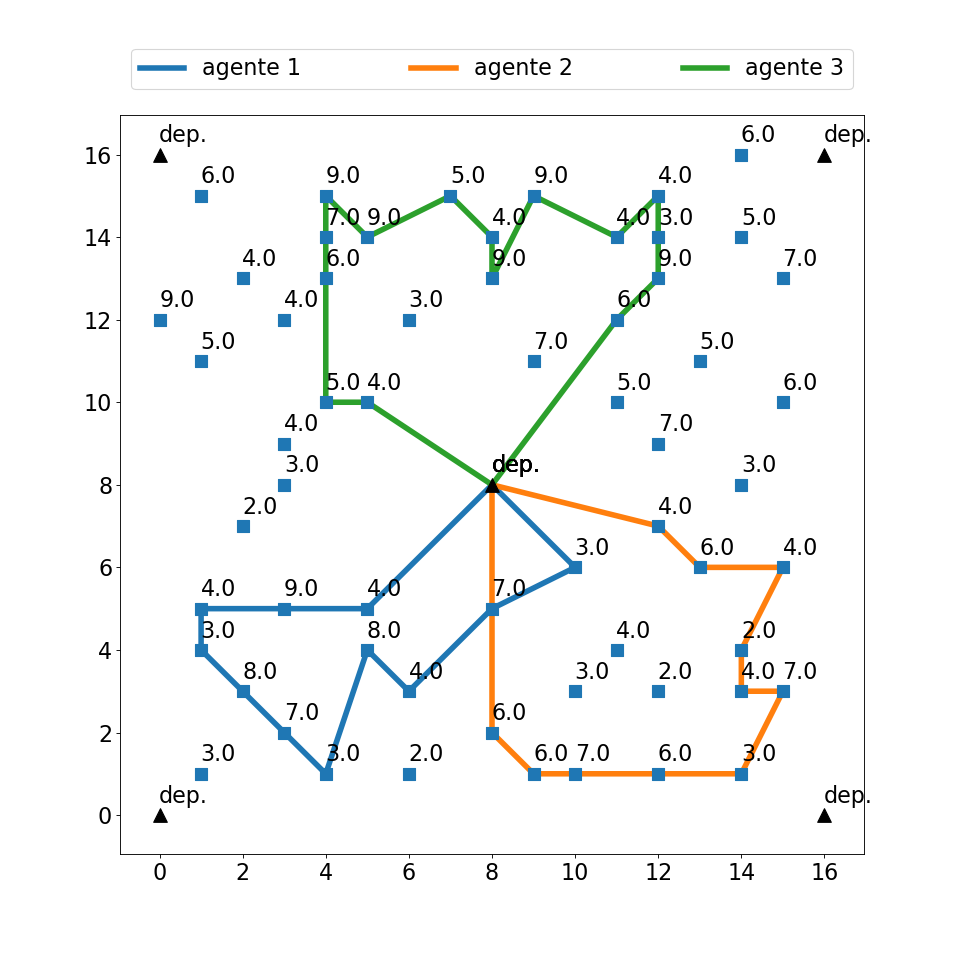 agente 1 agente 2 agente 3
dep. 6.0 dep.
16
6.0 9.0 5.0 9.0 4.0
7.0 9.0 4.0 4.0 3.0 5.0
14
4.0 6.0 9.0 9.0 7.0
9.0 4.0 3.0 6.0
12
5.0 7.0 5.0
5.0 4.0 5.0 6.0
10
4.0 7.0
3.0 dep. 3.0
8
2.0 4.0
3.0 6.0 4.0
6
4.0 9.0 4.0 7.0
3.0 8.0 4.0 2.0
4
8.0 4.0 3.0 2.0 4.0 7.0
7.0 6.0
2
3.0 3.0 2.0 6.0 7.0 6.0 3.0
dep. dep.
0
0 2 4 6 8 10 12 14 16